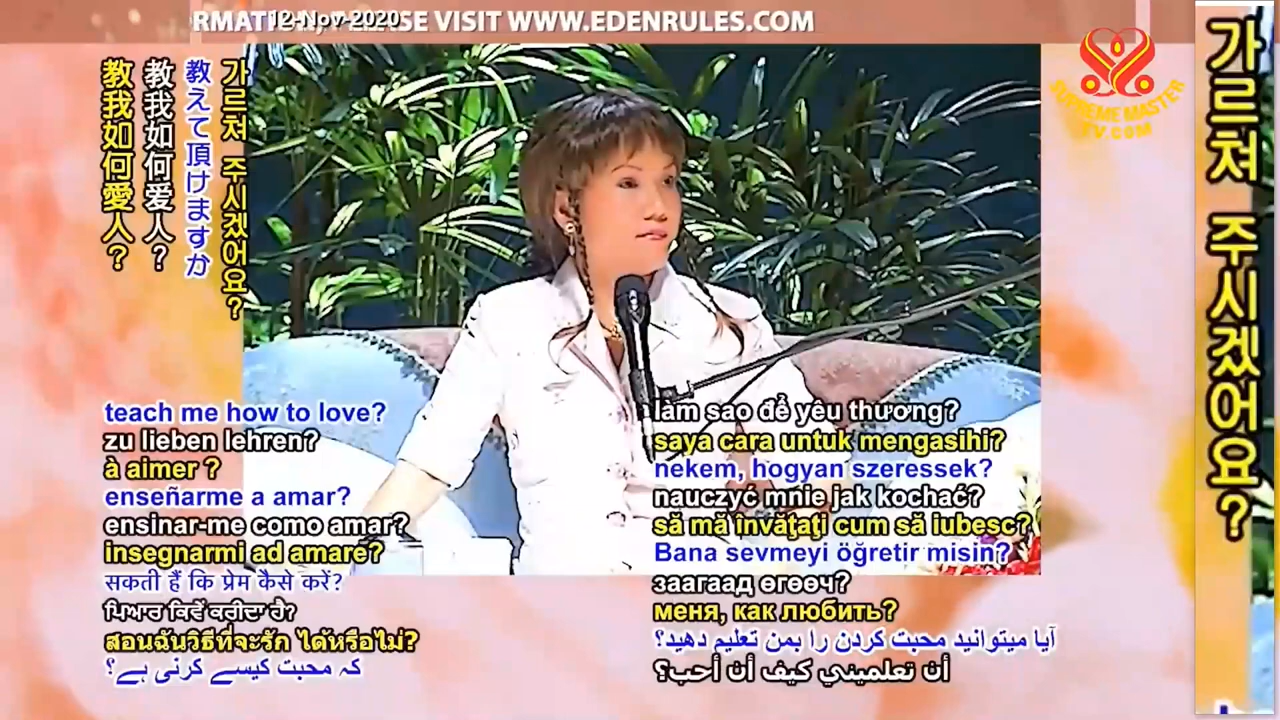 RMATI
12-Nov-2020
SE VISIT WWW.EDENRULES.COM
SUPREME MASTER
TV.COM
가르쳐 주시겠어요?
教えて頂けますか
教我如何爱人？
教我如何愛人？
teach me how to love?
zu lieben lehren?
à aimer ?
enseñarme a amar?
ensinar-me como amar?
insegnarmi ad amare?
सकती हैं कि प्रेम कैसे करें?
ਪਿਆਰ ਕਿਵੇਂ ਕਰੀਦਾ ਹੈ?
สอนฉันวิธีที่จะรัก ได้หรือไม่?
کہ محبت کیسے کرنی ہے؟
làm sao để yêu thương?
saya cara untuk mengasihi?
nekem, hogyan szeressek?
nauczyć mnie jak kochać?
să mă învăţaţi cum să iubesc?
Bana sevmeyi öğretir misin?
заагаад өгөөч?
меня, как любить?
آیا میتوانید محبت کردن را بمن تعلیم دهید؟
أن تعلميني كيف أن أحب؟
가르쳐 주시겠어요?